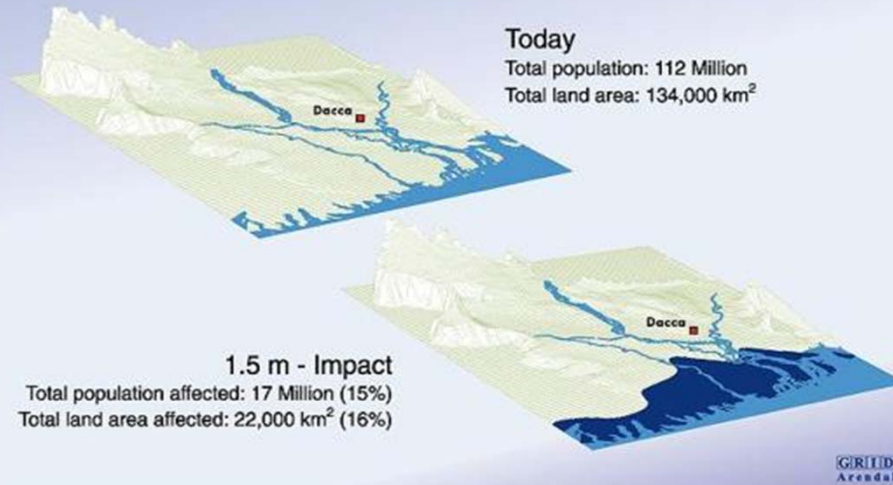 Today
Total population: 112 Million
Total land area: 134,000 km²
Dacca
Dacca
1.5 m - Impact
Total population affected: 17 Million (15%)
Total land area affected: 22,000 km² (16%)
GRID
Arendal